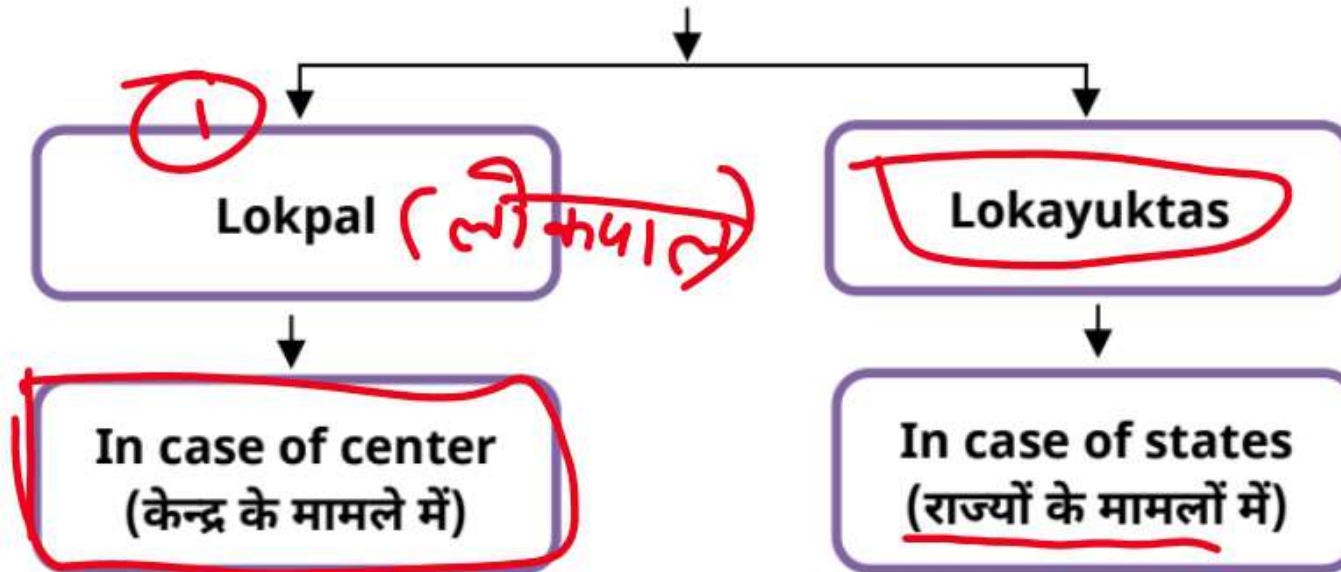 1
Lokpal (लोकपाल)
Lokayuktas
In case of center
(केन्द्र के मामले में)
In case of states
(राज्यों के मामलों में)